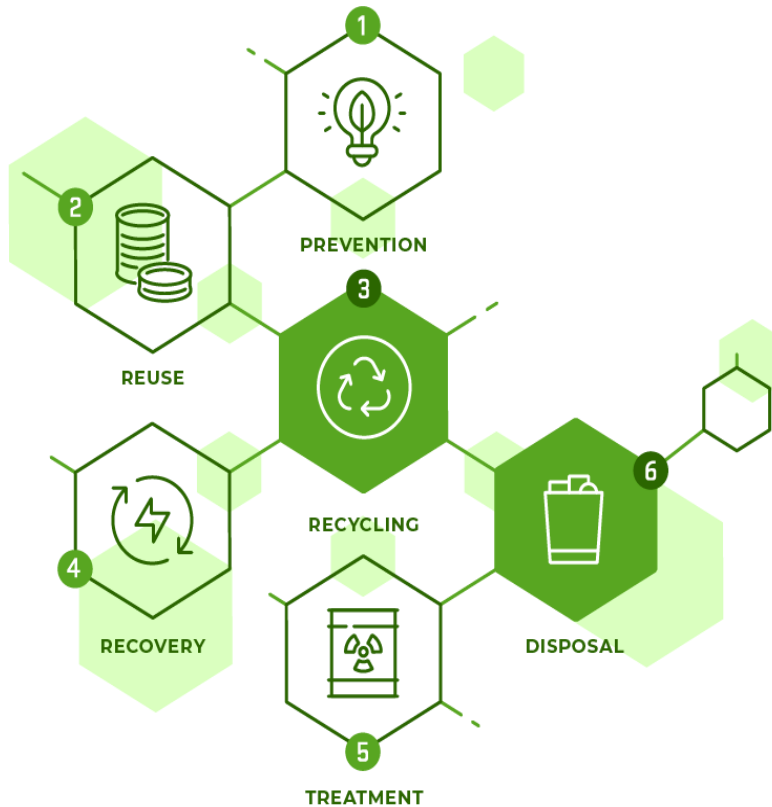 1
PREVENTION
2
REUSE
3
RECYCLING
4
RECOVERY
5
TREATMENT
6
DISPOSAL